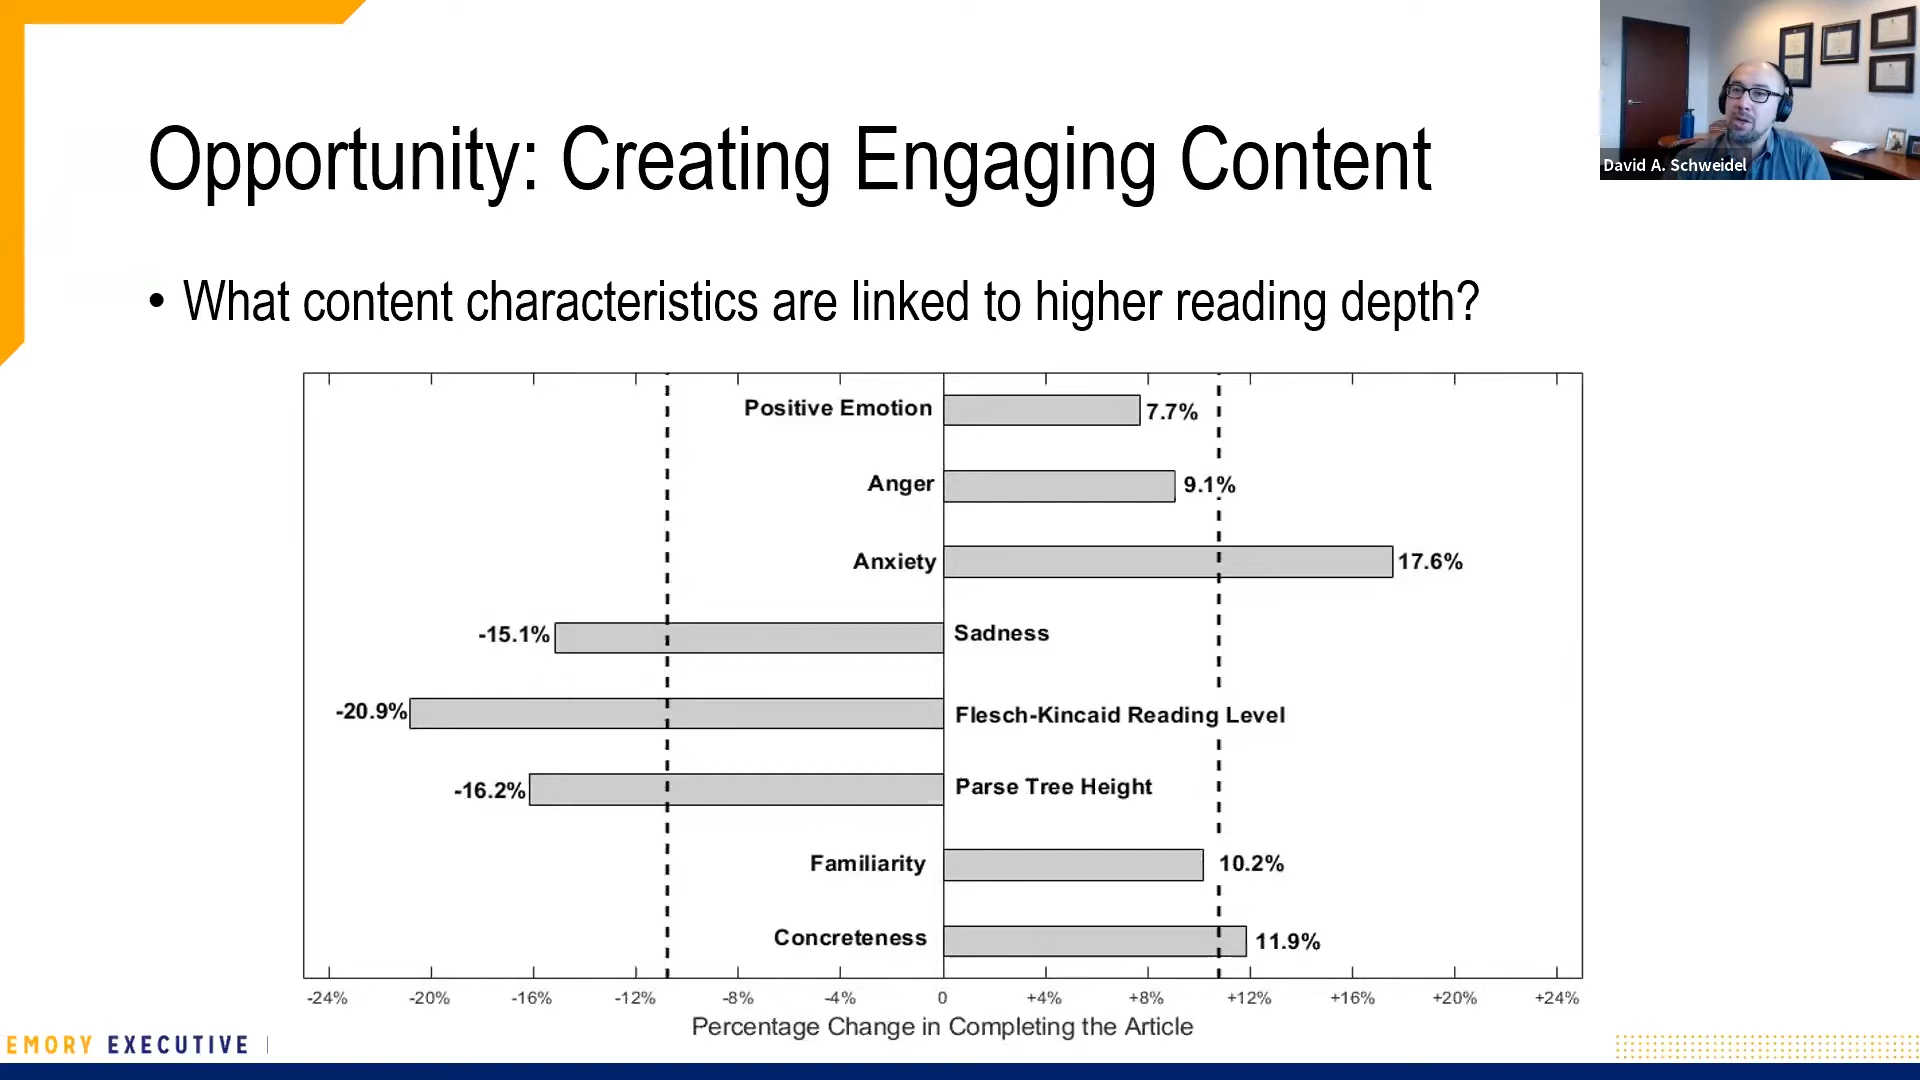 Opportunity: Creating Engaging Content
David A. Schweidel
• What content characteristics are linked to higher reading depth?
Positive Emotion 7.7%
Anger 9.1%
Anxiety 17.6%
-15.1% Sadness
-20.9% Flesch-Kincaid Reading Level
-16.2% Parse Tree Height
Familiarity 10.2%
Concreteness 11.9%
-24% -20% -16% -12% -8% -4% 0 +4% +8% +12% +16% +20% +24%
Percentage Change in Completing the Article
EMORY EXECUTIVE |